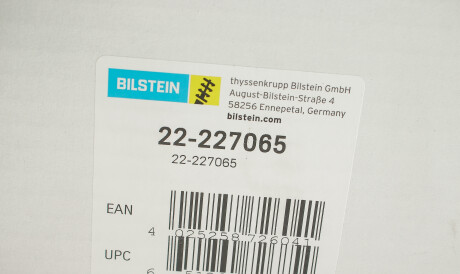 BILSTEIN
thyssenkrupp Bilstein GmbH
August-Bilstein-Straße 4
58256 Ennepetal, Germany
bilstein.com
22-227065
22-227065
EAN
4 025258 726041
UPC
6